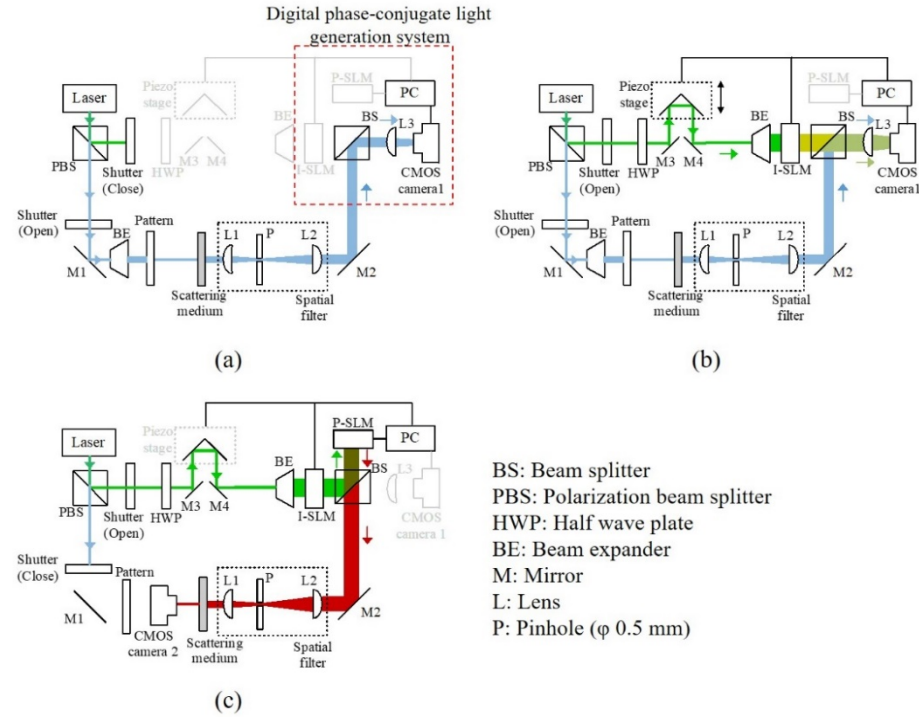 Digital phase-conjugate light
generation system
Laser
Piezo
stage
P-SLM
PC
BE
BS
L3
PBS
Shutter
(Close)
HWP
M3
M4
I-SLM
CMOS
camera1
Shutter
(Open)
BE
Pattern
M1
L1
P
L2
M2
Scattering
medium
Spatial
filter
(a)
Laser
Piezo
stage
P-SLM
PC
BE
BS
L3
PBS
Shutter
(Open)
HWP
M3
M4
I-SLM
CMOS
camera1
Shutter
(Open)
BE
Pattern
M1
L1
P
L2
M2
Scattering
medium
Spatial
filter
(b)
Laser
Piezo
stage
P-SLM
PC
BE
BS
L3
PBS
Shutter
(Open)
HWP
M3
M4
I-SLM
CMOS
camera 1
Shutter
(Close)
Pattern
M1
CMOS
camera 2
L1
P
L2
M2
Scattering
medium
Spatial
filter
(c)
BS: Beam splitter
PBS: Polarization beam splitter
HWP: Half wave plate
BE: Beam expander
M: Mirror
L: Lens
P: Pinhole (φ 0.5 mm)